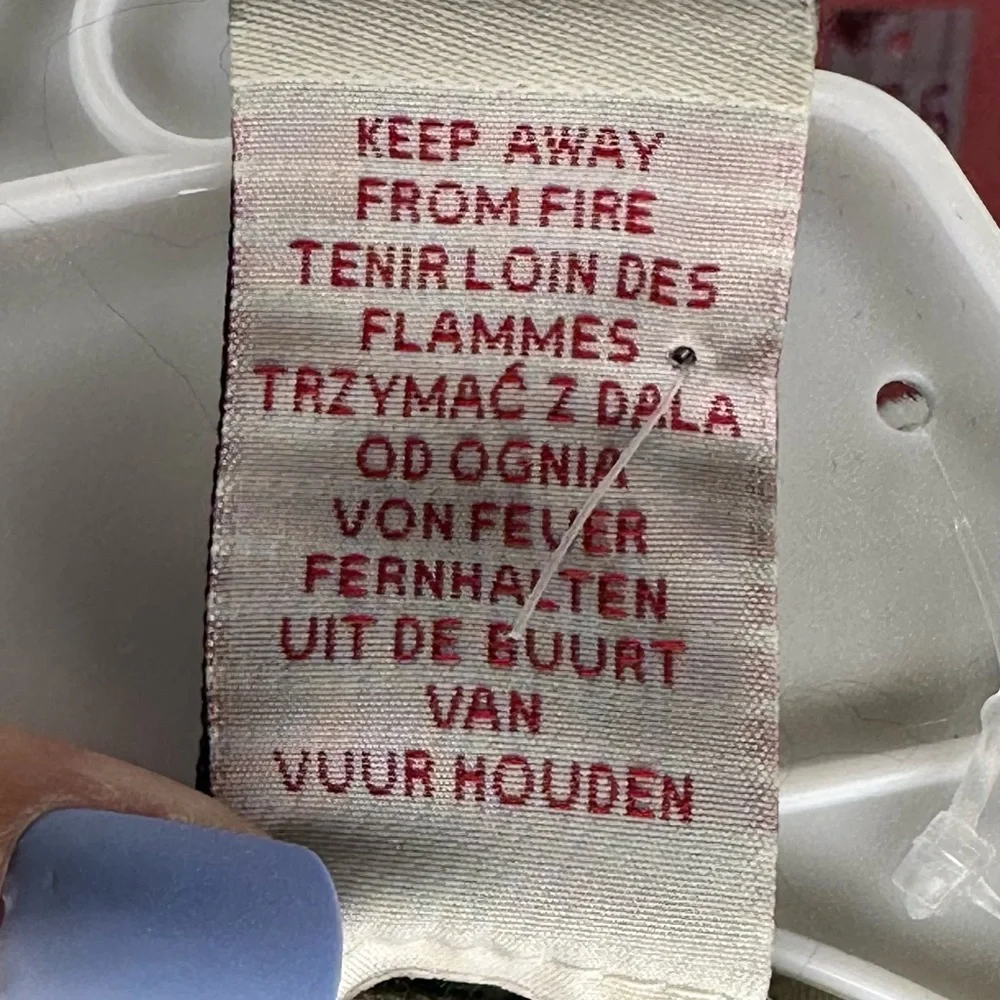 KEEP AWAY
FROM FIRE
TENIR LOIN DES
FLAMMES
TRZYMAĆ Z DALA
OD OGNIA
VON FEUER
FERNHALTEN
UIT DE BUURT
VAN
VUUR HOUDEN